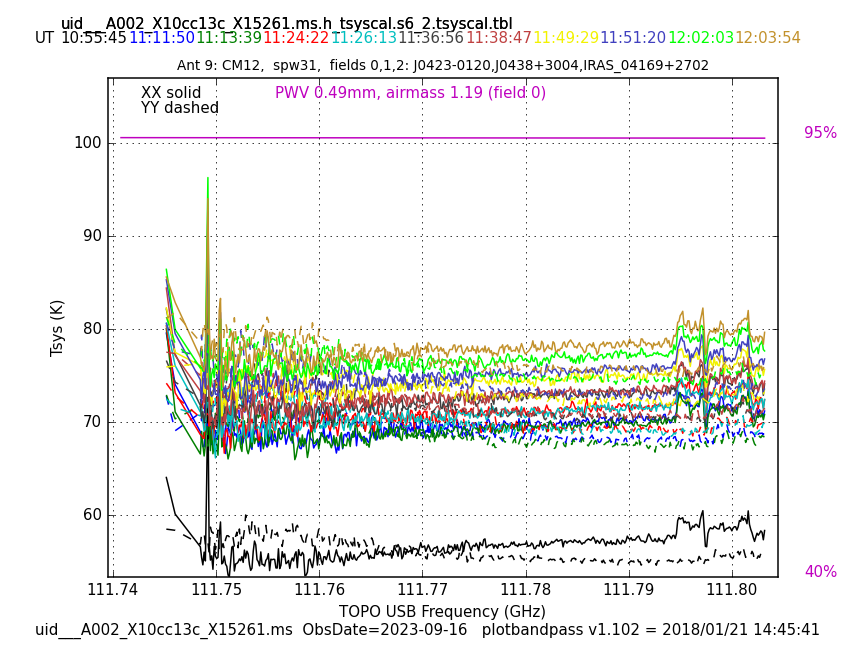 uid___A002_X10cc13c_X15261.ms.h_tsyscal.s6_2.tsyscal.tbl
UT 10:55:45 11:11:50 11:13:39 11:24:22 11:26:13 11:36:56 11:38:47 11:49:29 11:51:20 12:02:03 12:03:54
Ant 9: CM12, spw31, fields 0,1,2: J0423-0120,J0438+3004,IRAS_04169+2702
XX solid PWV 0.49mm, airmass 1.19 (field 0)
YY dashed
95%
100
90
80
70
60
Tsys (K)
40%
111.74 111.75 111.76 111.77 111.78 111.79 111.80
TOPO USB Frequency (GHz)
uid___A002_X10cc13c_X15261.ms ObsDate=2023-09-16 plotbandpass v1.102 = 2018/01/21 14:45:41